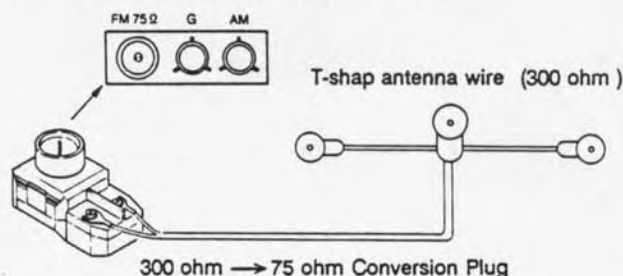 FM 75Ω G AM
T-shap antenna wire (300 ohm )
300 ohm → 75 ohm Conversion Plug